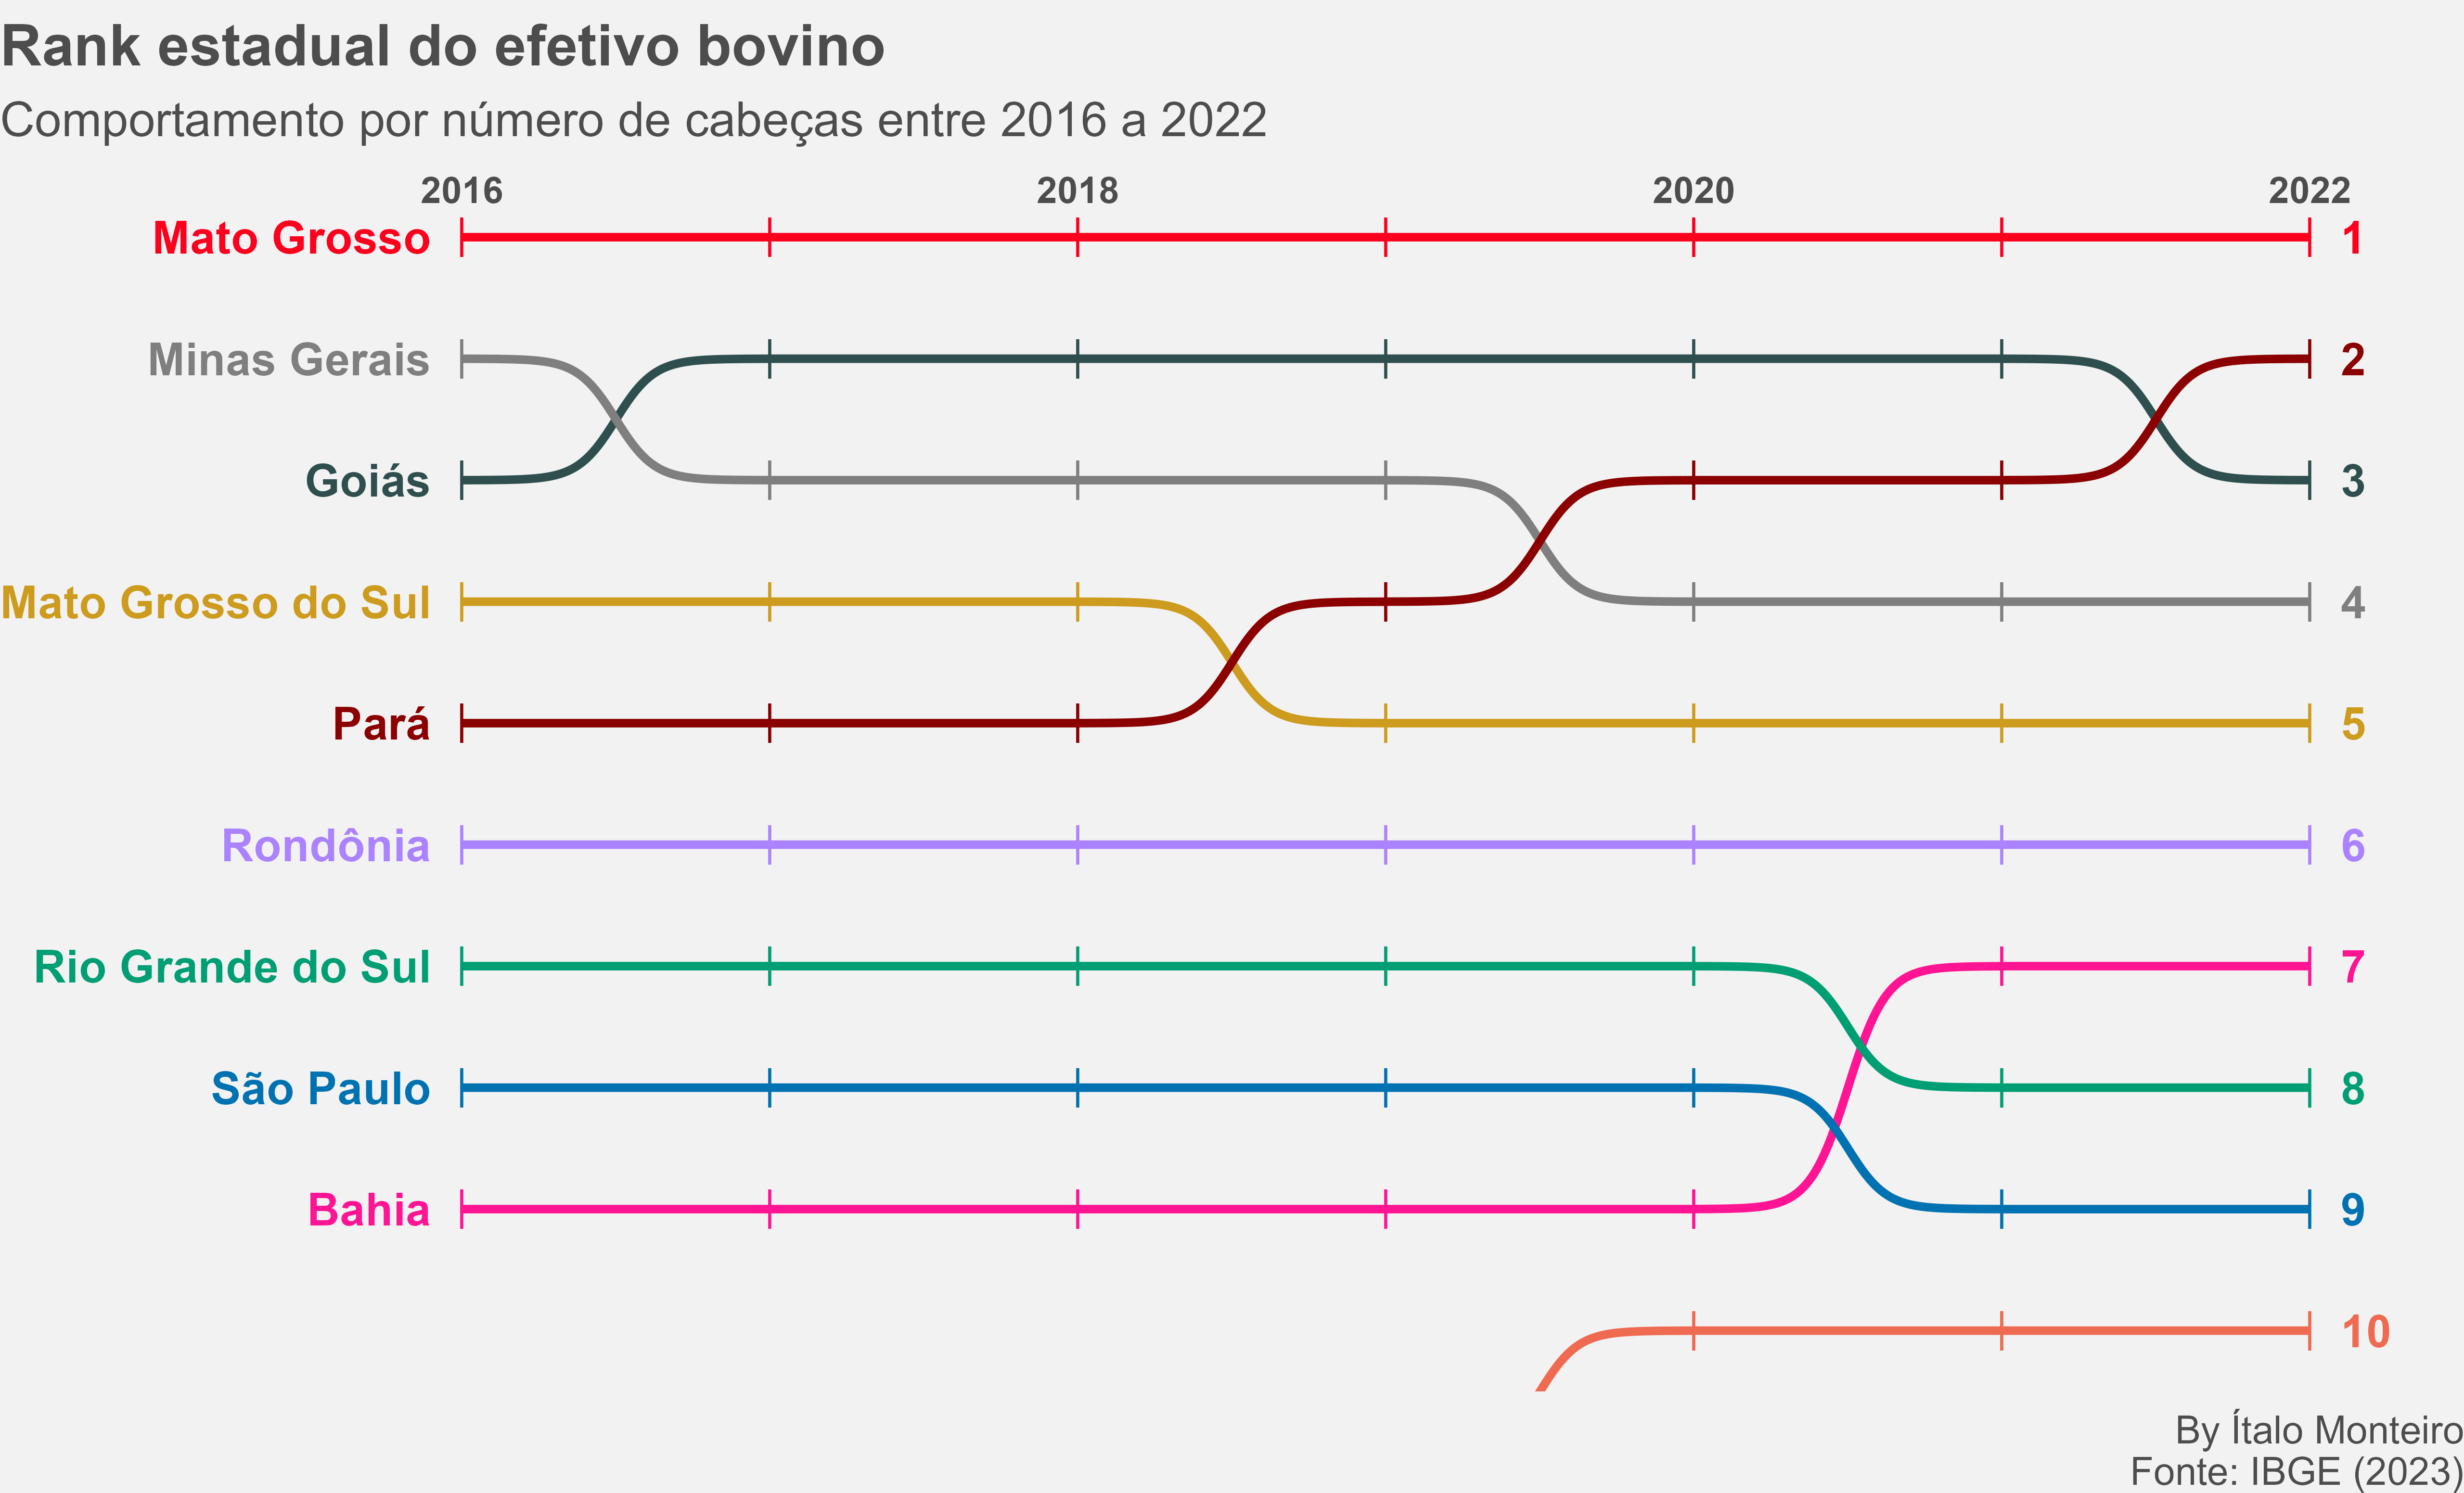 Rank estadual do efetivo bovino
Comportamento por número de cabeças entre 2016 a 2022
2016 2018 2020 2022
Mato Grosso 1
Minas Gerais 2
Goiás 3
Mato Grosso do Sul 4
Pará 5
Rondônia 6
Rio Grande do Sul 7
São Paulo 8
Bahia 9
10
By Ítalo Monteiro
Fonte: IBGE (2023)